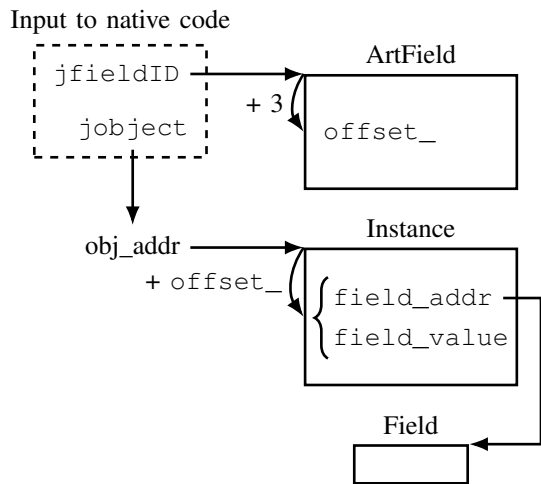 Input to native code
jfieldID
jobject
ArtField
+ 3
offset_
obj_addr
+ offset_
Instance
field_addr
field_value
Field